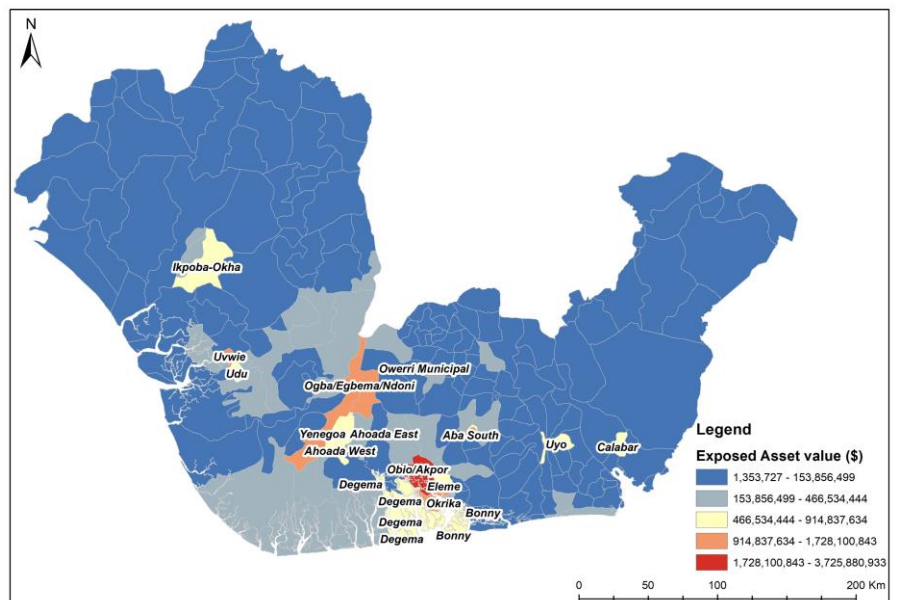 N
Ikpoba-Okha
Uvwie
Udu
Owerri Municipal
Ogba/Egbema/Ndoni
Yenegoa Ahoada East
Aba South
Ahoada West
Uyo
Calabar
Obio/Akpor
Degema
Eleme
Degema
Okrika
Bonny
Degema
Bonny
Degema
Legend
Exposed Asset value ($)
1,353,727 - 153,856,499
153,856,499 - 466,534,444
466,534,444 - 914,837,634
914,837,634 - 1,728,100,843
1,728,100,843 - 3,725,880,933
0 50 100 200 Km